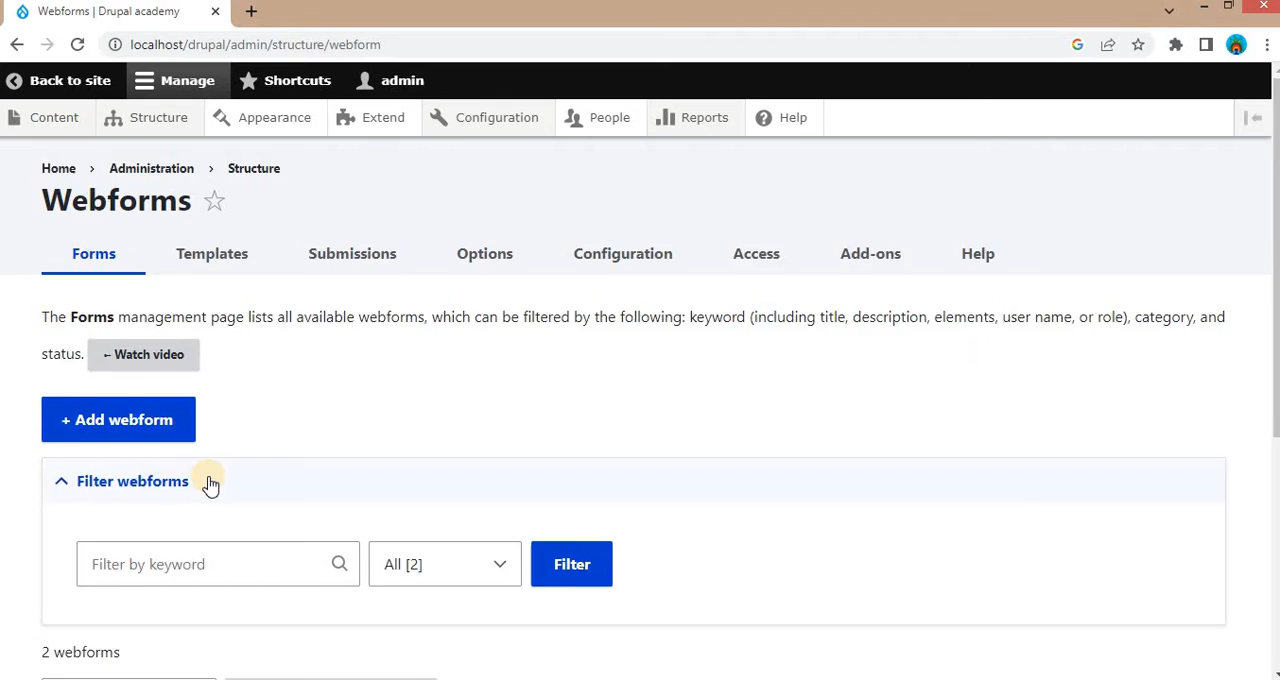 Webforms | Drupal academy
localhost/drupal/admin/structure/webform
Back to site Manage Shortcuts admin
Content Structure Appearance Extend Configuration People Reports Help
Home › Administration › Structure
Webforms
Forms Templates Submissions Options Configuration Access Add-ons Help
The Forms management page lists all available webforms, which can be filtered by the following: keyword (including title, description, elements, user name, or role), category, and
status. Watch video
+ Add webform
Filter webforms
Filter by keyword All [2] Filter
2 webforms